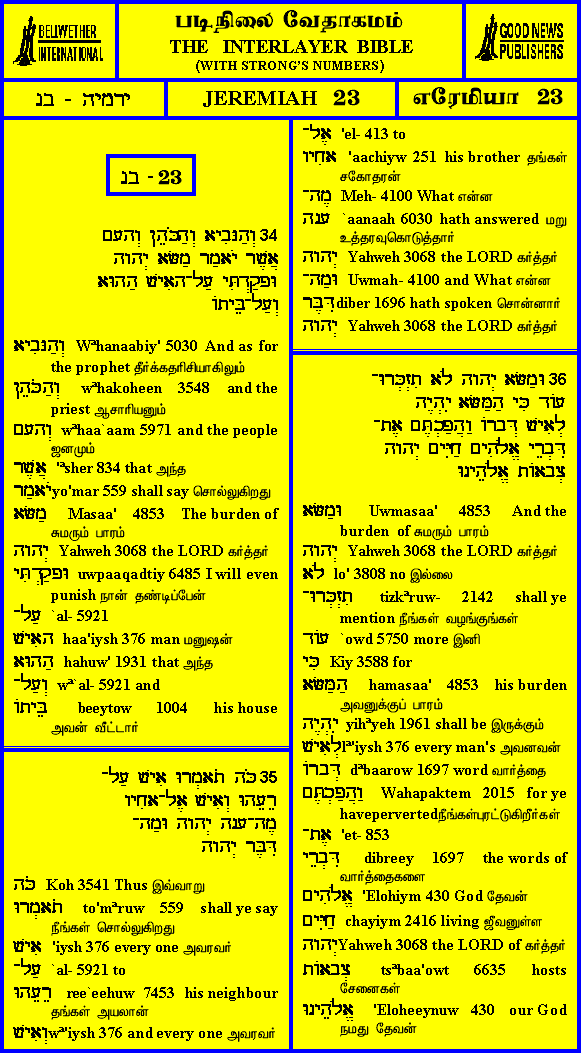 BELLWETHER
INTERNATIONAL
படிநிலை வேதாகமம்
THE INTERLAYER BIBLE
(WITH STRONG'S NUMBERS)
GOOD NEWS
PUBLISHERS
ירמיה - בנ
JEREMIAH 23
எரேமியா 23
בנ - 23
34 וְהַנָּבִיא וְהַכֹּהֵן וְהָעָם
אֲשֶׁר יֹאמַר מַשָּׂא יְהוָה
וּפָקַדְתִּי עַל־הָאִישׁ הַהוּא
וְעַל־בֵּיתוֹ
וְהַנָּבִיא Wªhanaabiy' 5030 And as for
the prophet தீர்க்கதரிசியாகிலும்
וְהַכֹּהֵן wªhakoheen 3548 and the
priest ஆசாரியனும்
וְהָעָם wªhaa`aam 5971 and the people
ஜனமும்
אֲשֶׁר 'ªsher 834 that அந்த
יֹאמַר yo'mar 559 shall say சொல்லுகிறது
מַשָּׂא Masaa' 4853 The burden of
சுமரும் பாரம்
יְהוָה Yahweh 3068 the LORD கர்த்தர்
וּפָקַדְתִּי uwpaaqadtiy 6485 I will even
punish நான் தண்டிப்பேன்
עַל־ `al- 5921
הָאִישׁ haa'iysh 376 man மனுஷன்
הַהוּא hahuw' 1931 that அந்த
וְעַל־ wª`al- 5921 and
בֵּיתוֹ beeytow 1004 his house
அவன் வீட்டார்
35 כֹּה תֹאמְרוּ אִישׁ עַל־
רֵעֵהוּ וְאִישׁ אֶל־אָחִיו
מֶה־עָנָה יְהוָה וּמַה־
דִּבֶּר יְהוָה
כֹּה Koh 3541 Thus இவ்வாறு
תֹאמְרוּ to'mªruw 559 shall ye say
நீங்கள் சொல்லுகிறது
אִישׁ 'iysh 376 every one அவரவர்
עַל־ `al- 5921 to
רֵעֵהוּ ree`eehuw 7453 his neighbour
தங்கள் அயலான்
וְאִישׁ wª'iysh 376 and every one அவரவர்
אֶל־ 'el- 413 to
אָחִיו 'aachiyw 251 his brother தங்கள்
சகோதரன்
מֶה־ Meh- 4100 What என்ன
עָנָה `aanah 6030 hath answered மறு
உத்தரவுகொடுத்தார்
יְהוָה Yahweh 3068 the LORD கர்த்தர்
וּמַה־ Uwmah- 4100 and What என்ன
דִּבֶּר diber 1696 hath spoken சொன்னார்
יְהוָה Yahweh 3068 the LORD கர்த்தர்
36 וּמַשָּׂא יְהוָה לֹא תִזְכְּרוּ־
עוֹד כִּי הַמַּשָּׂא יִהְיֶה
לְאִישׁ דְּבָרוֹ וַהֲפַכְתֶּם אֶת־
דִּבְרֵי אֱלֹהִים חַיִּים יְהוָה
צְבָאוֹת אֱלֹהֵינוּ
וּמַשָּׂא Uwmasaa' 4853 And the
burden of சுமரும் பாரம்
יְהוָה Yahweh 3068 the LORD கர்த்தர்
לֹא lo' 3808 no இல்லை
תִזְכְּרוּ־ tizkªruw- 2142 shall ye
mention நீங்கள் வழங்குங்கள்
עוֹד `owd 5750 more இனி
כִּי Kiy 3588 for
הַמַּשָּׂא hamasaa' 4853 his burden
அவனுக்குப் பாரம்
יִהְיֶה yihªyeh 1961 shall be இருக்கும்
לְאִישׁ lª'iysh 376 every man's அவனவன்
דְּבָרוֹ dªbaarow 1697 word வார்த்தை
וַהֲפַכְתֶּם Wahapaktem 2015 for ye
haveperverted நீங்கள்புரட்டுகிறீர்கள்
אֶת־ 'et- 853
דִּבְרֵי dibreey 1697 the words of
வார்த்தைகளை
אֱלֹהִים 'Elohiym 430 God தேவன்
חַיִּים chayiym 2416 living ஜீவனுள்ள
יְהוָה Yahweh 3068 the LORD of கர்த்தர்
צְבָאוֹת tsªbaa'owt 6635 hosts
சேனைகள்
אֱלֹהֵינוּ 'Eloheeynuw 430 our God
நமது தேவன்